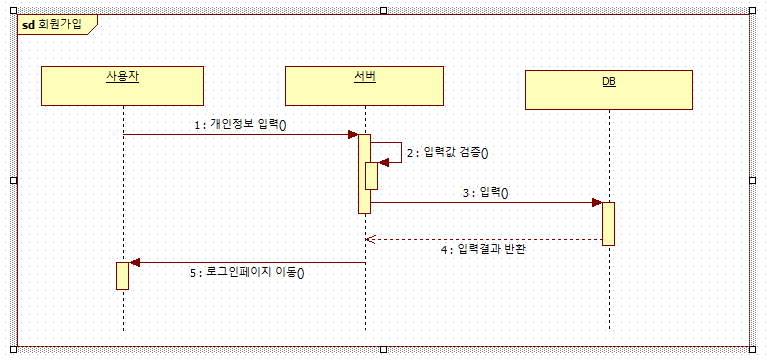 sd 회원가입
사용자
서버
DB
1 : 개인정보 입력()
2 : 입력값 검증()
3 : 입력()
4 : 입력결과 반환
5 : 로그인페이지 이동()